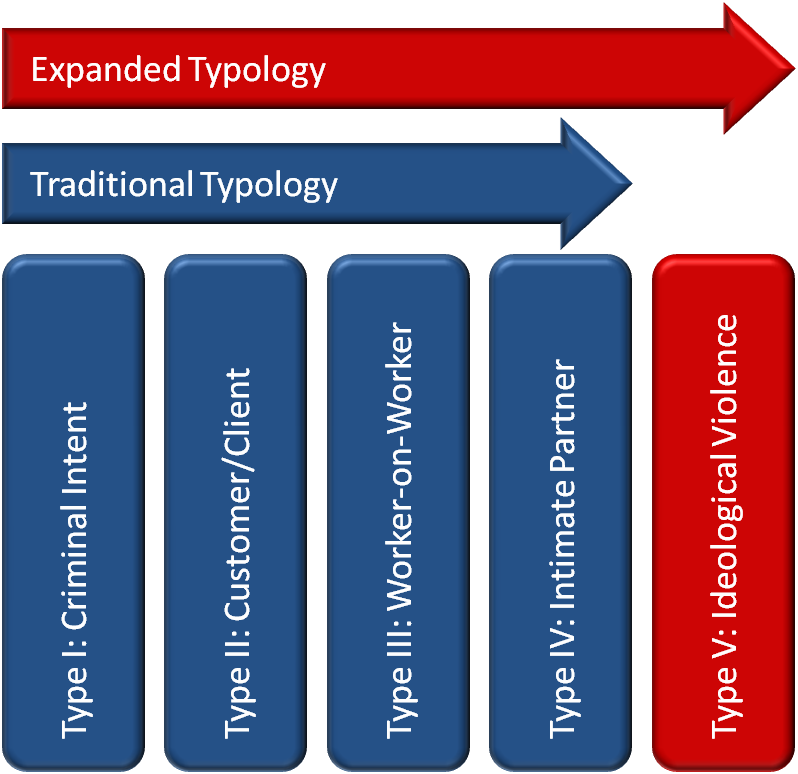 Expanded Typology
Traditional Typology
Type I: Criminal Intent
Type II: Customer/Client
Type III: Worker-on-Worker
Type IV: Intimate Partner
Type V: Ideological Violence